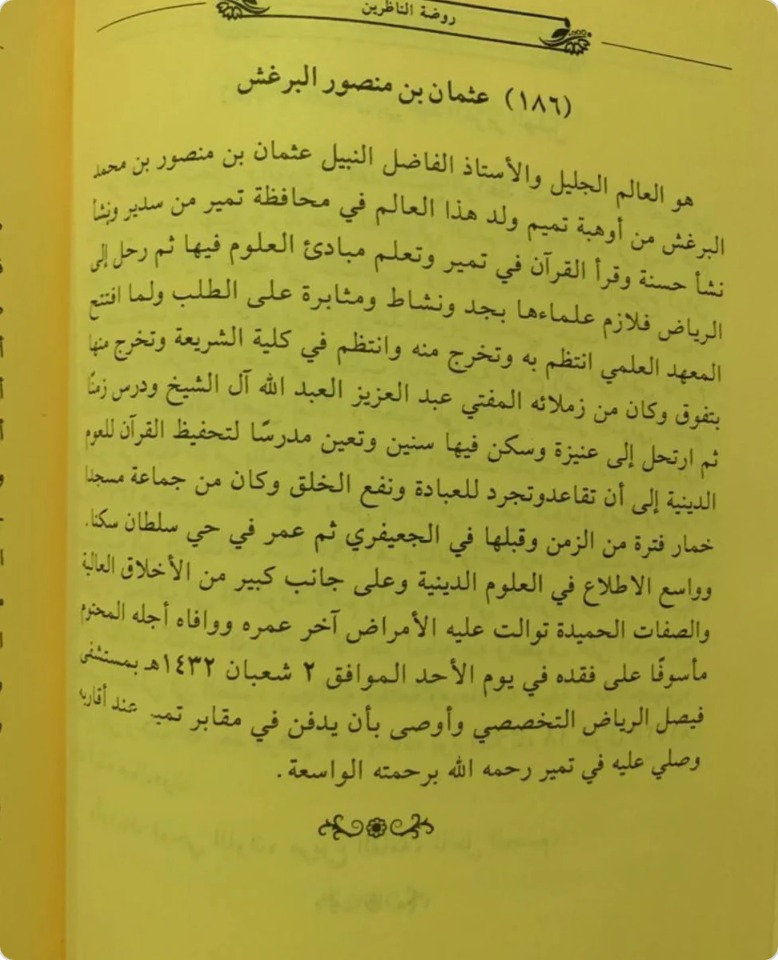 روضة الناظرين
(١٨٦) عثمان بن منصور البرغش
هو العالم الجليل والأستاذ الفاضل النبيل عثمان بن منصور بن محمد
البرغش من أوهبة تميم ولد هذا العالم في محافظة تمير من سدير ونشأ
نشأ حسنة وقرأ القرآن في تمير وتعلم مبادئ العلوم فيها ثم رحل إلى
الرياض فلازم علماءها بجد ونشاط ومثابرة على الطلب ولما افتتح
المعهد العلمي انتظم به وتخرج منه وانتظم في كلية الشريعة وتخرج منها
بتفوق وكان من زملائه المفتي عبد العزيز العبد الله آل الشيخ ودرس زمنًا
ثم ارتحل إلى عنيزة وسكن فيها سنين وتعين مدرسًا لتحفيظ القرآن للعوم
الدينية إلى أن تقاعدوتجرد للعبادة ونفع الخلق وكان من جماعة مسجدنا
خمار فترة من الزمن وقبلها في الجعيفري ثم عمر في حي سلطان سكنا.
وواسع الاطلاع في العلوم الدينية وعلى جانب كبير من الأخلاق العالية
والصفات الحميدة توالت عليه الأمراض آخر عمره ووافاه أجله المحتوم
مأسوفًا على فقده في يوم الأحد الموافق ٢ شعبان ١٤٣٢هـ بمستشفى
فيصل الرياض التخصصي وأوصى بأن يدفن في مقابر تمير عند أقاربه
وصلي عليه في تمير رحمه الله برحمته الواسعة.